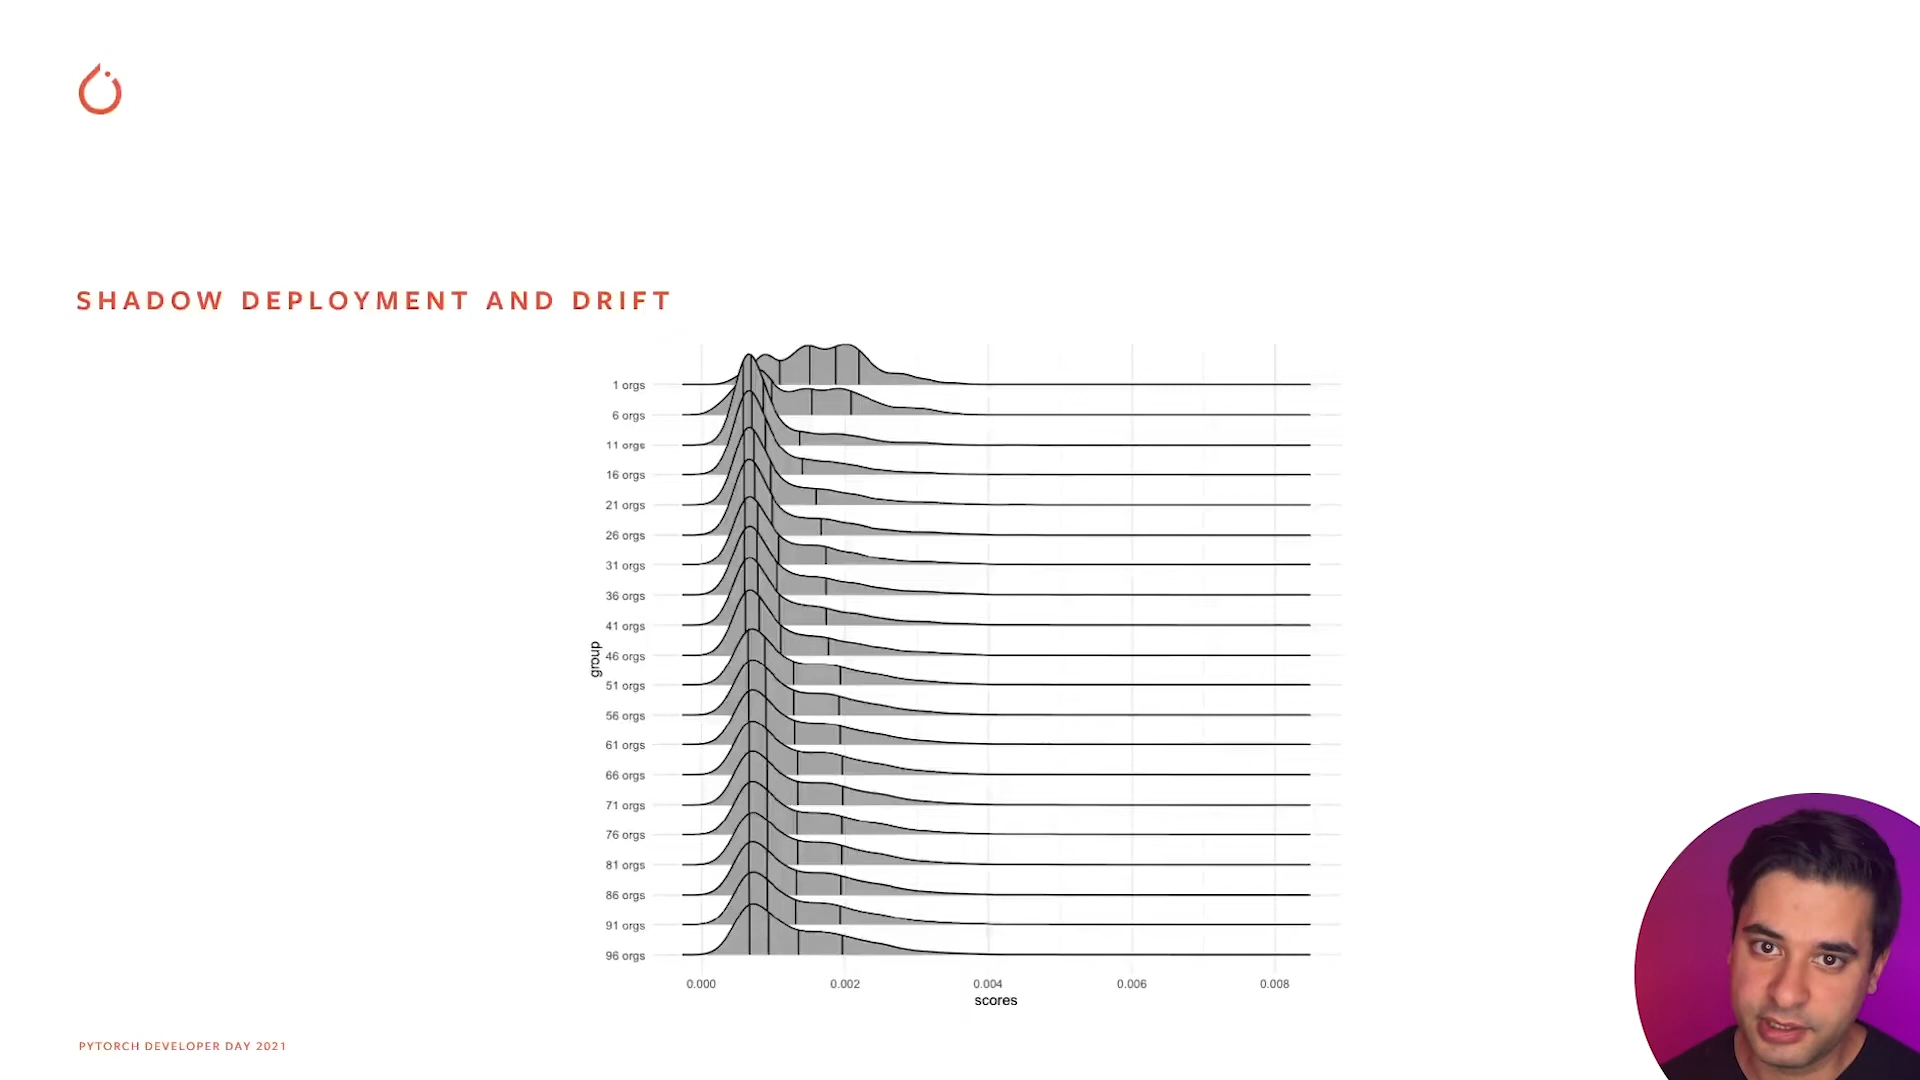 SHADOW DEPLOYMENT AND DRIFT
1 orgs
6 orgs
11 orgs
16 orgs
21 orgs
26 orgs
31 orgs
36 orgs
41 orgs
46 orgs
51 orgs
56 orgs
61 orgs
66 orgs
71 orgs
76 orgs
81 orgs
86 orgs
91 orgs
96 orgs
group
0.000 0.002 0.004 0.006 0.008
scores
PYTORCH DEVELOPER DAY 2021